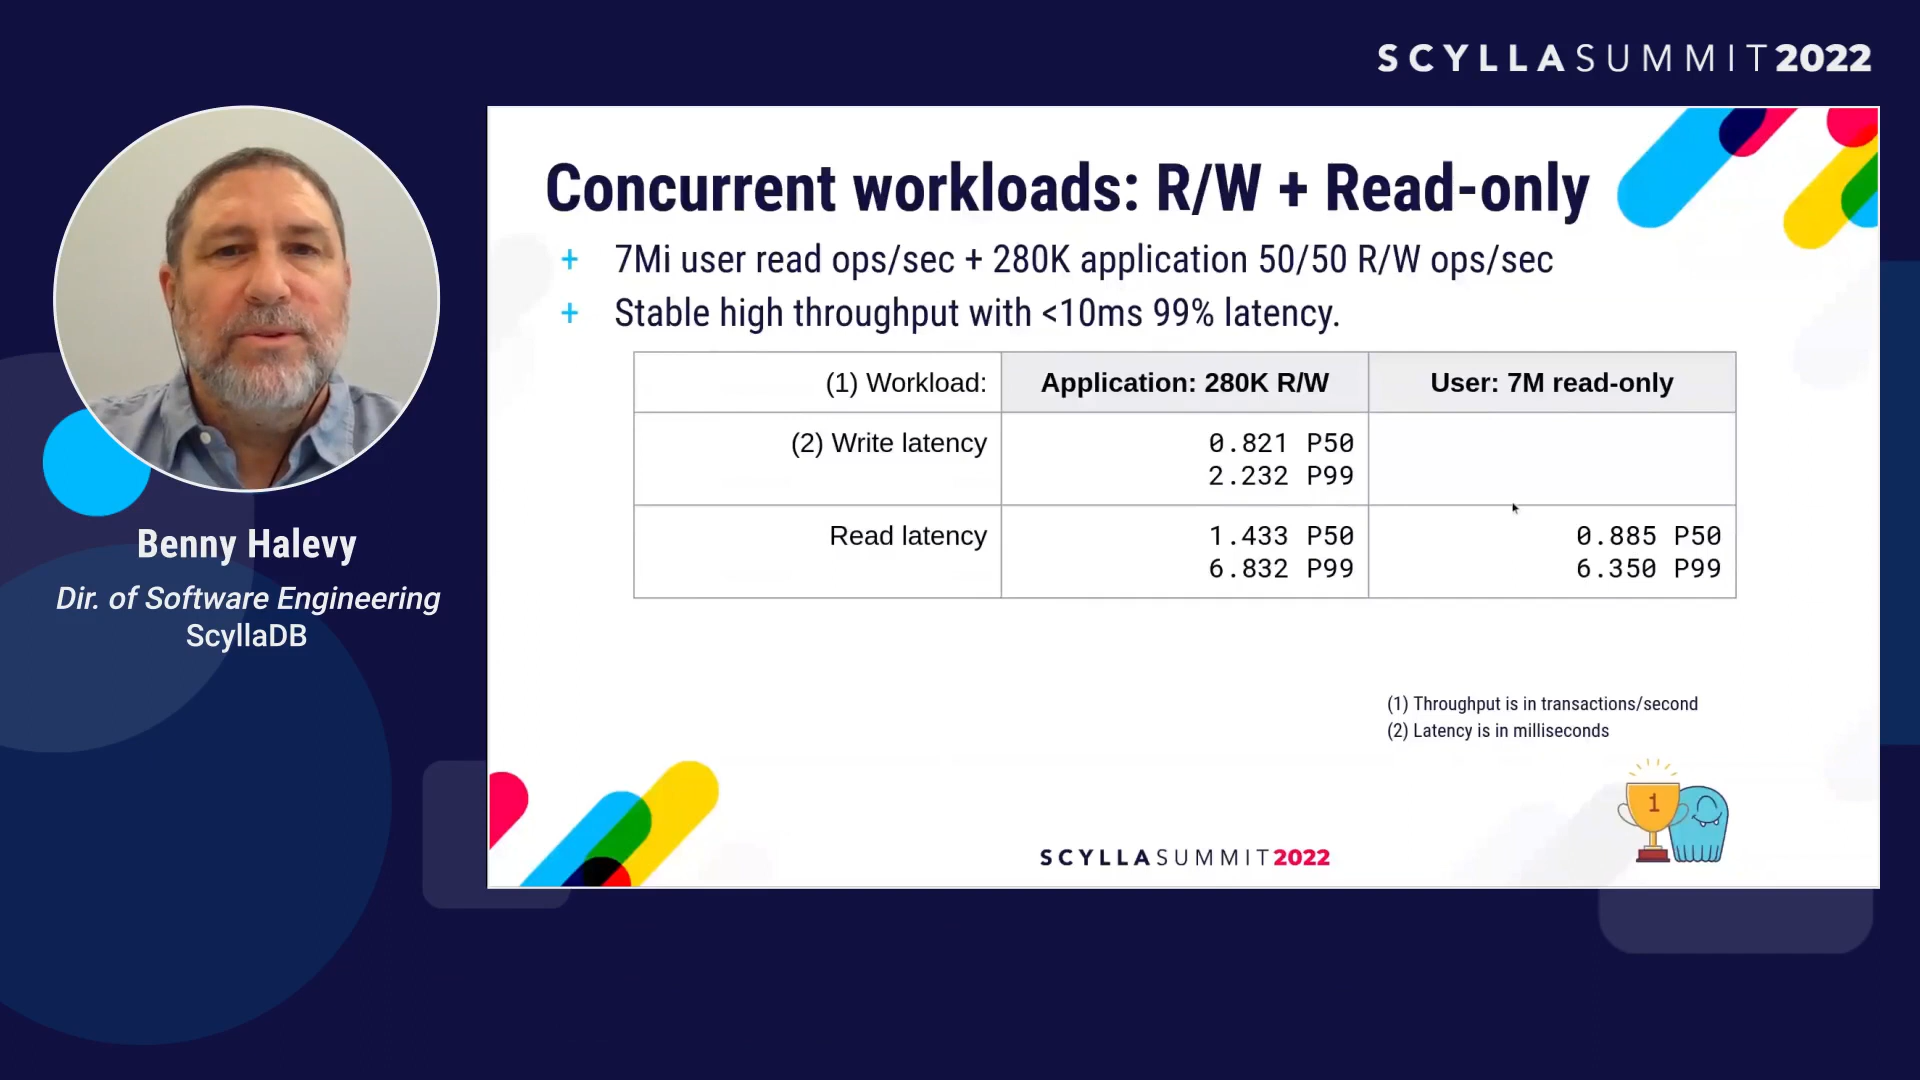 SCYLLASUMMIT2022
Concurrent workloads: R/W + Read-only
+ 7Mi user read ops/sec + 280K application 50/50 R/W ops/sec
+ Stable high throughput with <10ms 99% latency.
(1) Workload: Application: 280K R/W User: 7M read-only
(2) Write latency 0.821 P50
2.232 P99
Read latency 1.433 P50 0.885 P50
6.832 P99 6.350 P99
(1) Throughput is in transactions/second
(2) Latency is in milliseconds
1
SCYLLASUMMIT2022
Benny Halevy
Dir. of Software Engineering
ScyllaDB